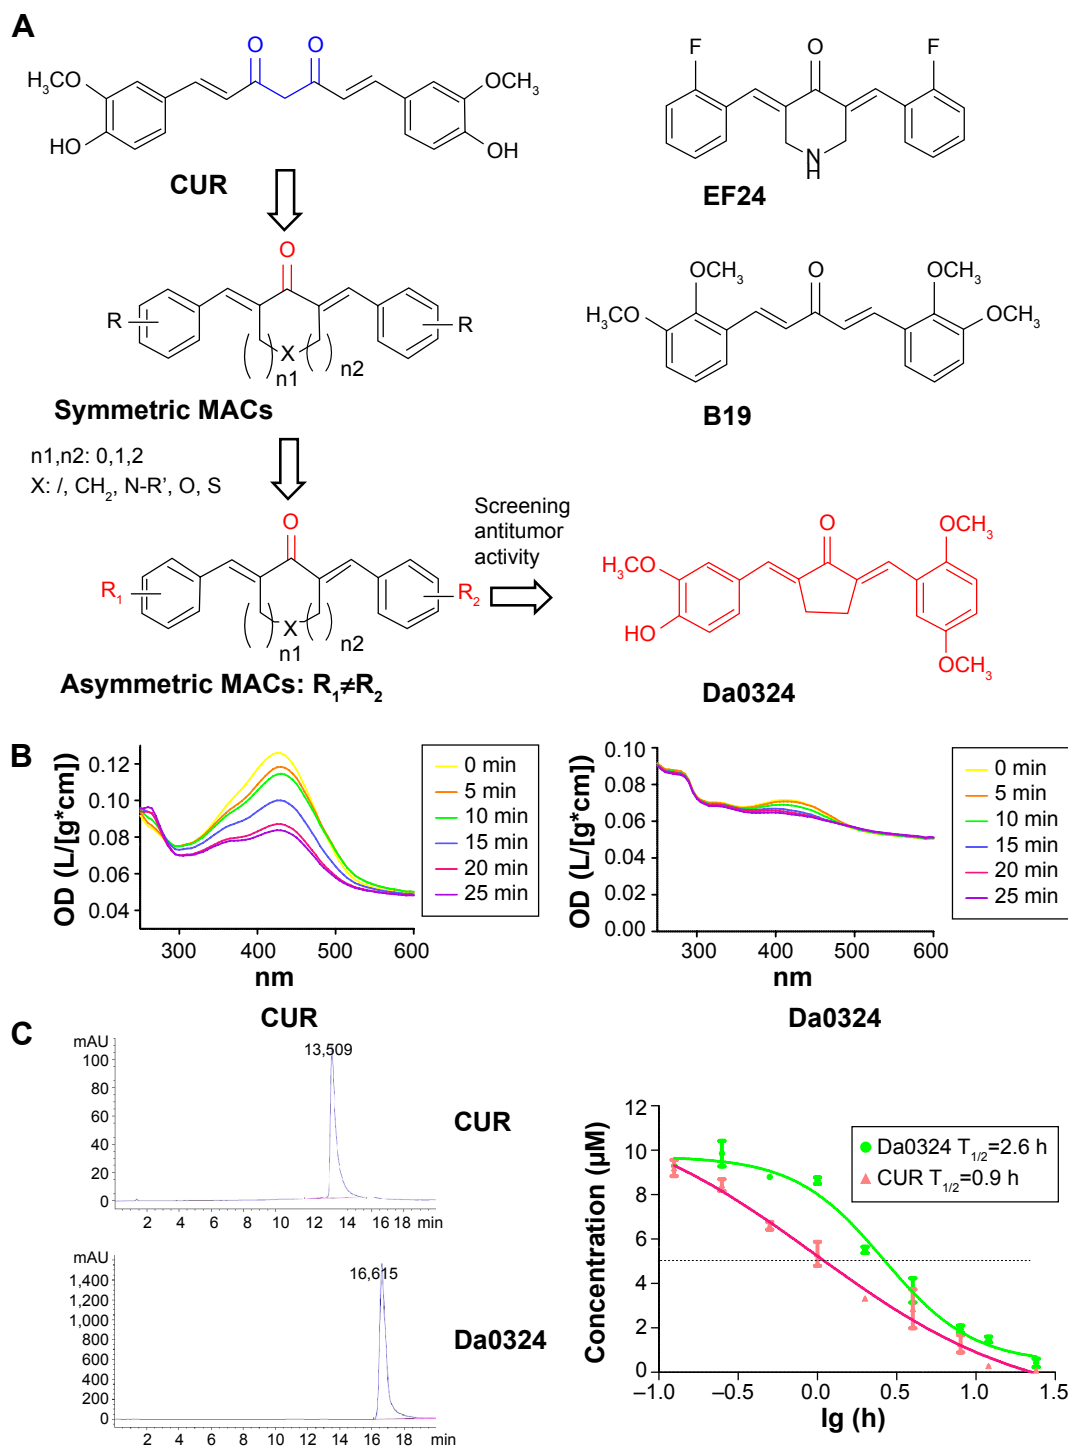 A
O O
H₃CO OCH₃
HO OH
CUR
F O F
N
H
EF24
O
R R
X
n1 n2
Symmetric MACs
n1,n2: 0,1,2
X: /, CH₂, N-R’, O, S
OCH₃ O OCH₃
H₃CO OCH₃
B19
O
R₁ R₂
X
n1 n2
Asymmetric MACs: R₁≠R₂
Screening
antitumor
activity
O OCH₃
H₃CO
HO
OCH₃
Da0324
B
OD (L/[g*cm])
0.12
0.10
0.08
0.06
0.04
300 400 500 600
nm
0 min
5 min
10 min
15 min
20 min
25 min
CUR
OD (L/[g*cm])
0.10
0.08
0.06
0.04
0.02
0.00
300 400 500 600
nm
0 min
5 min
10 min
15 min
20 min
25 min
Da0324
C
mAU
13,509
100
80
60
40
20
0
2 4 6 8 10 12 14 16 18 min
CUR
mAU
16,615
1,400
1,200
1,000
800
600
400
200
0
2 4 6 8 10 12 14 16 18 min
Da0324
Concentration (µM)
12
10
8
6
4
2
0
–1.0 –0.5 0.0 0.5 1.0 1.5
lg (h)
Da0324 T₁/₂=2.6 h
CUR T₁/₂=0.9 h